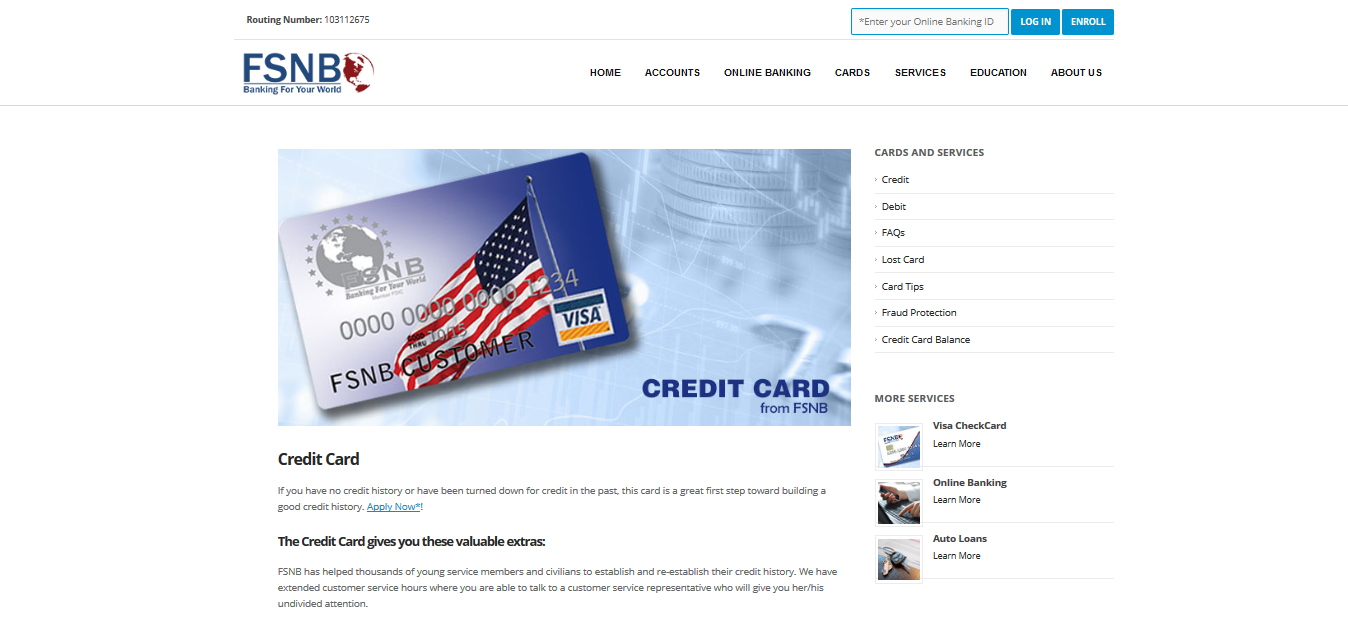 Routing Number: 103112675
*Enter your Online Banking ID
LOG IN
ENROLL
FSNB
Banking For Your World
HOME
ACCOUNTS
ONLINE BANKING
CARDS
SERVICES
EDUCATION
ABOUT US
FSNB
Banking For Your World
Member FDIC
0000 0000 0000 1234
GOOD
THRU 10/15
FSNB CUSTOMER
VISA
CREDIT CARD
from FSNB
Credit Card
If you have no credit history or have been turned down for credit in the past, this card is a great first step toward building a
good credit history. Apply Now*!
The Credit Card gives you these valuable extras:
FSNB has helped thousands of young service members and civilians to establish and re-establish their credit history. We have
extended customer service hours where you are able to talk to a customer service representative who will give you her/his
undivided attention.
CARDS AND SERVICES
Credit
Debit
FAQs
Lost Card
Card Tips
Fraud Protection
Credit Card Balance
MORE SERVICES
FSNB
Visa CheckCard
Learn More
Online Banking
Learn More
Auto Loans
Learn More